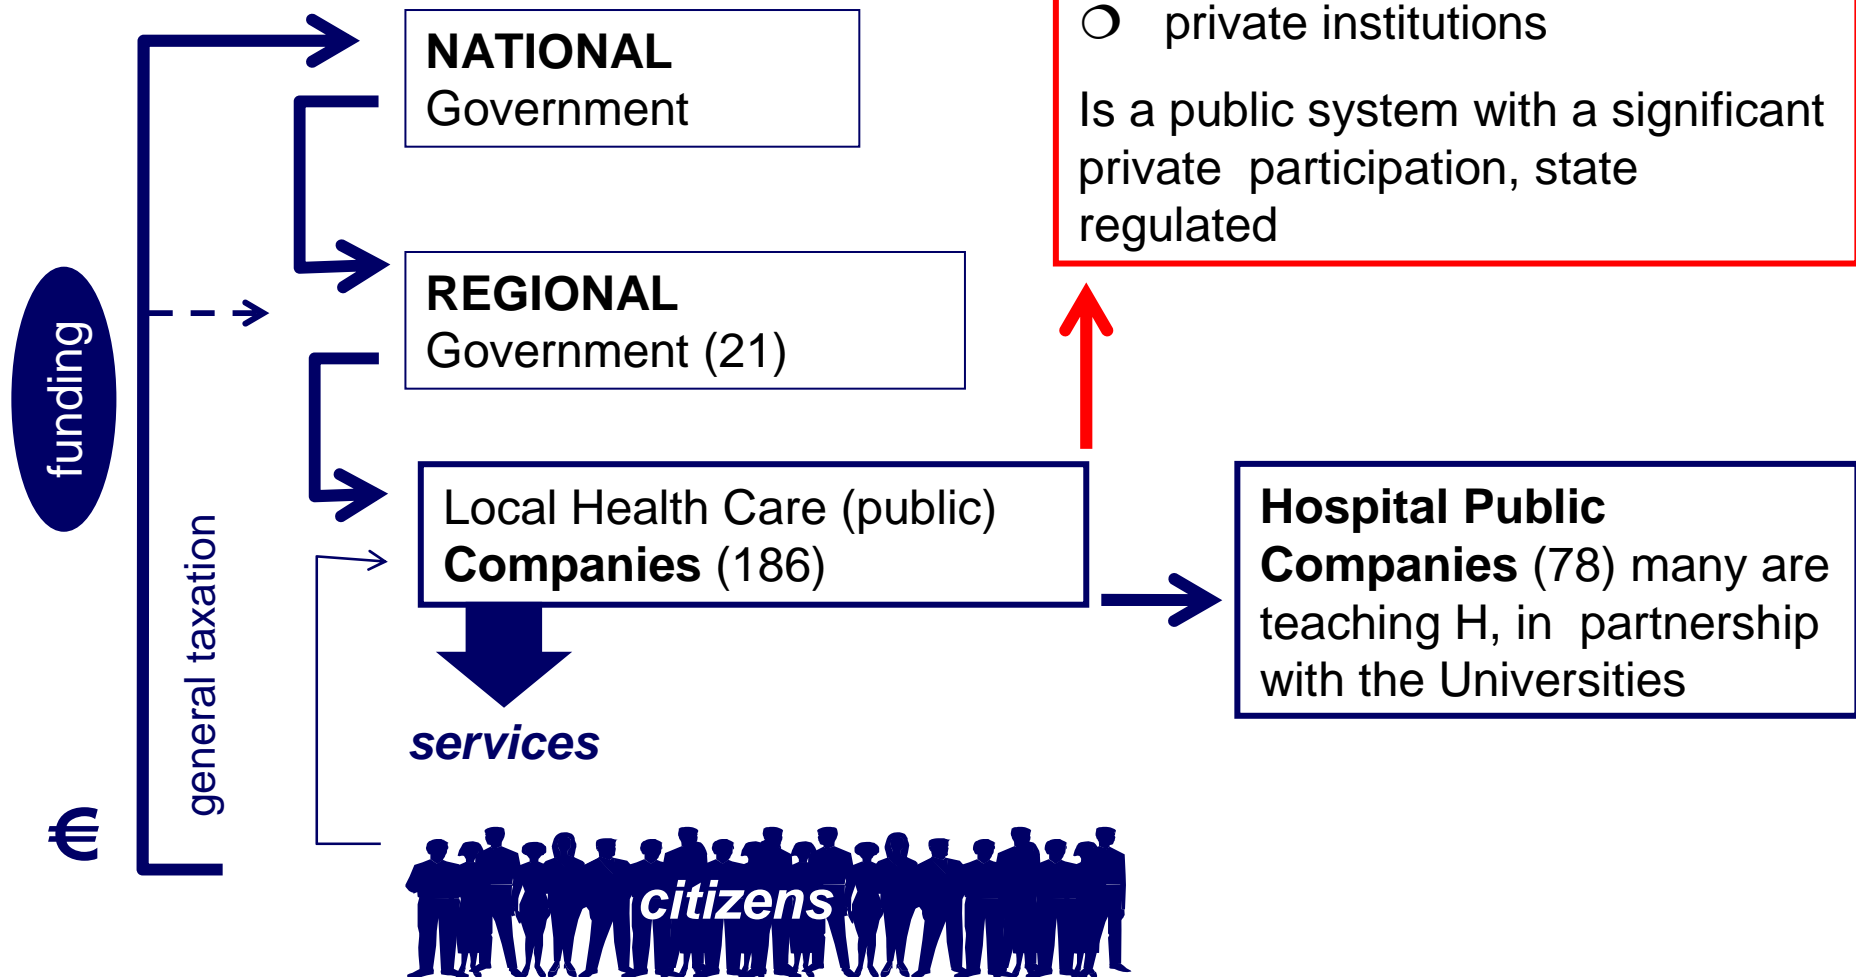 NATIONAL
Government
○ private institutions
Is a public system with a significant
private participation, state
regulated
REGIONAL
Government (21)
funding
general taxation
€
Local Health Care (public)
Companies (186)
Hospital Public
Companies (78) many are
teaching H, in partnership
with the Universities
services
citizens